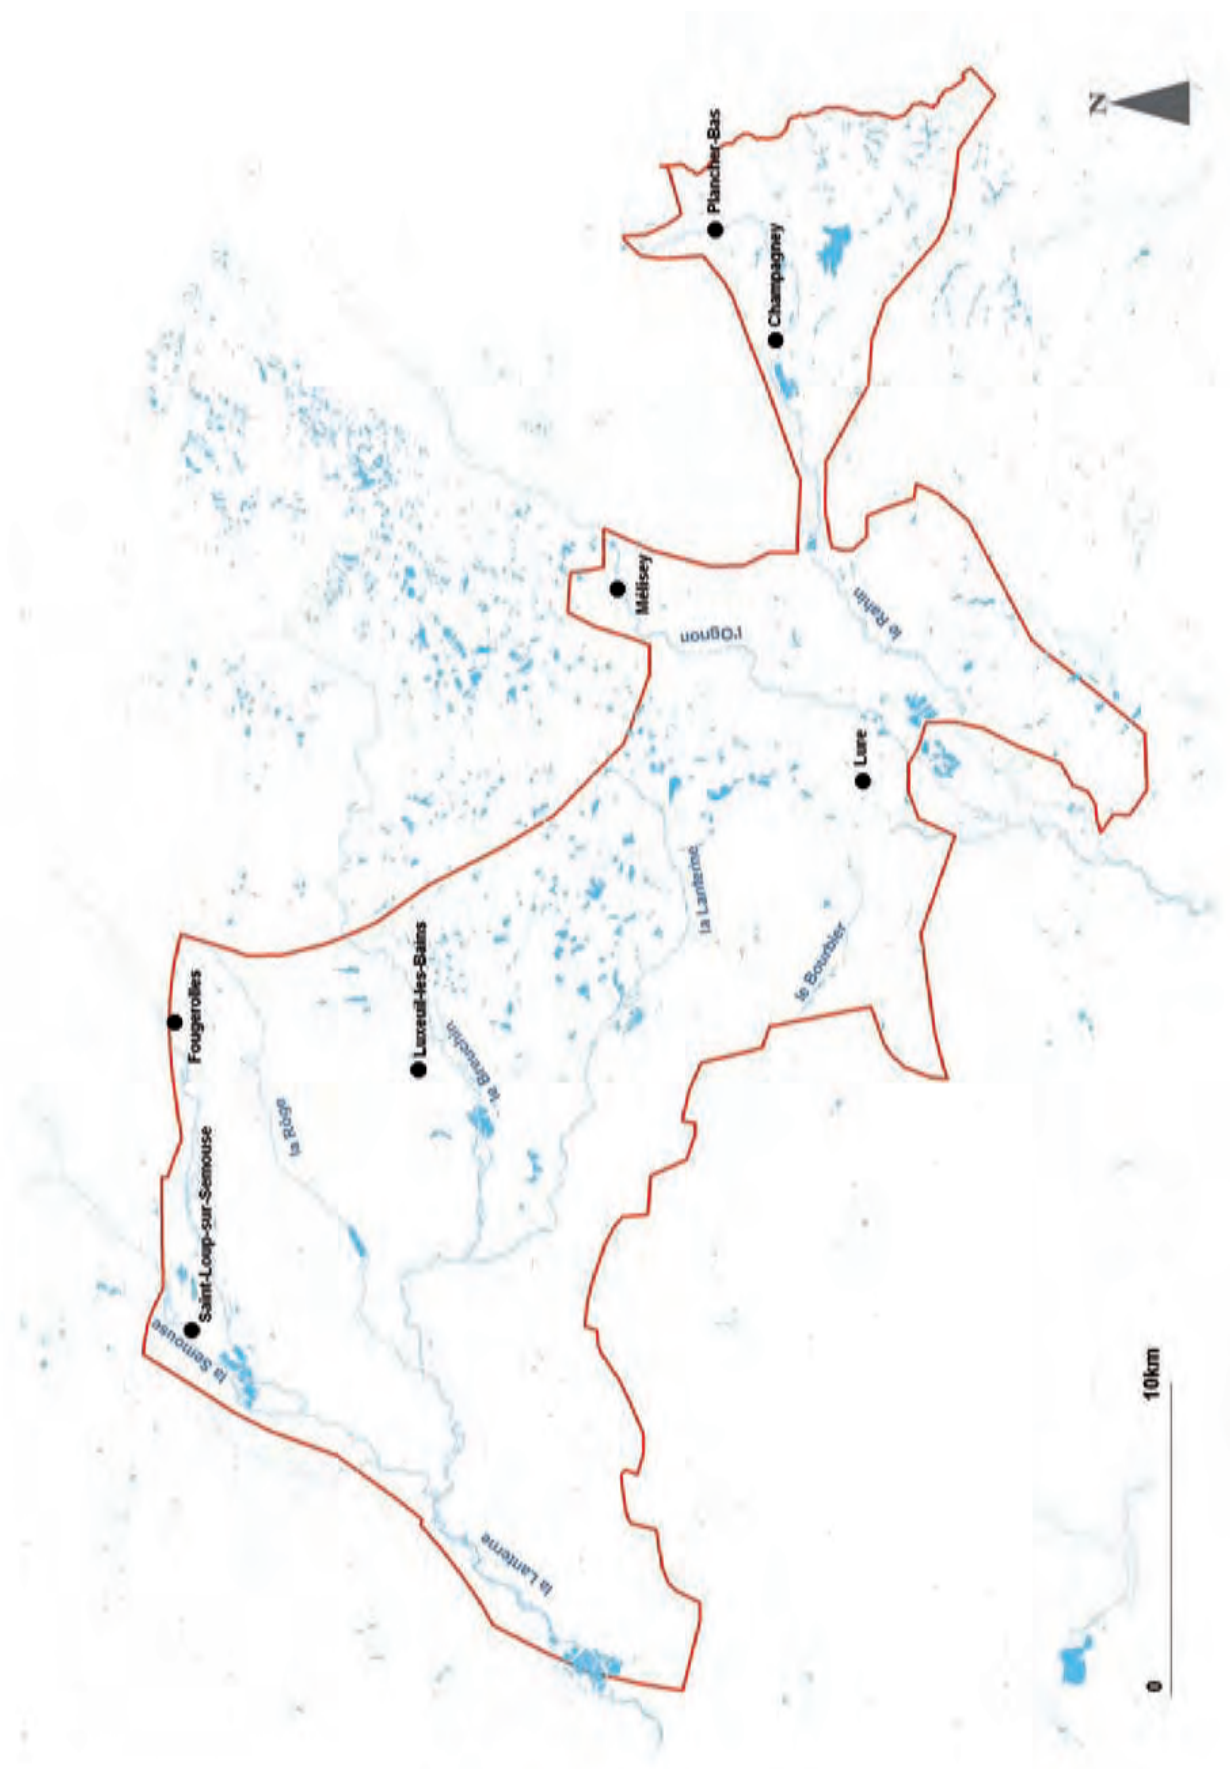 N
Plancher-Bas
Champagney
Mélisey
l'Ognon
le Rahin
Lure
la Lanterne
le Bourbier
Fougerolles
Luxeuil-les-Bains
le Breuchin
la Rôge
Saint-Loup-sur-Semouse
la Semouse
la Lanterne
0
10km